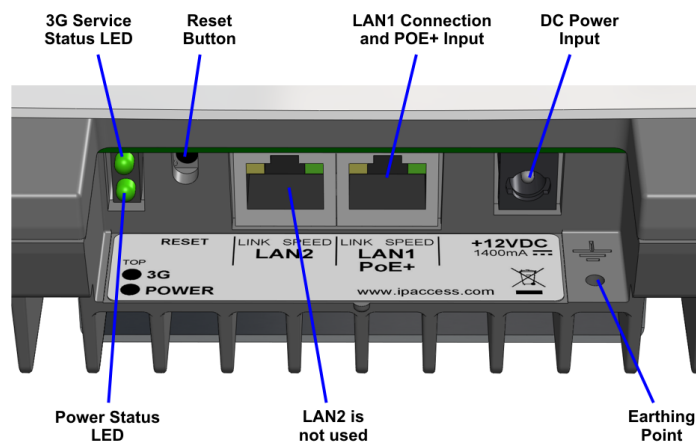 3G Service
Status LED
Reset
Button
LAN1 Connection
and POE+ Input
DC Power
Input
RESET
LINK SPEED
LAN2
LINK SPEED
LAN1
PoE+
+12VDC
1400mA
TOP
3G
POWER
www.ipaccess.com
Power Status
LED
LAN2 is
not used
Earthing
Point